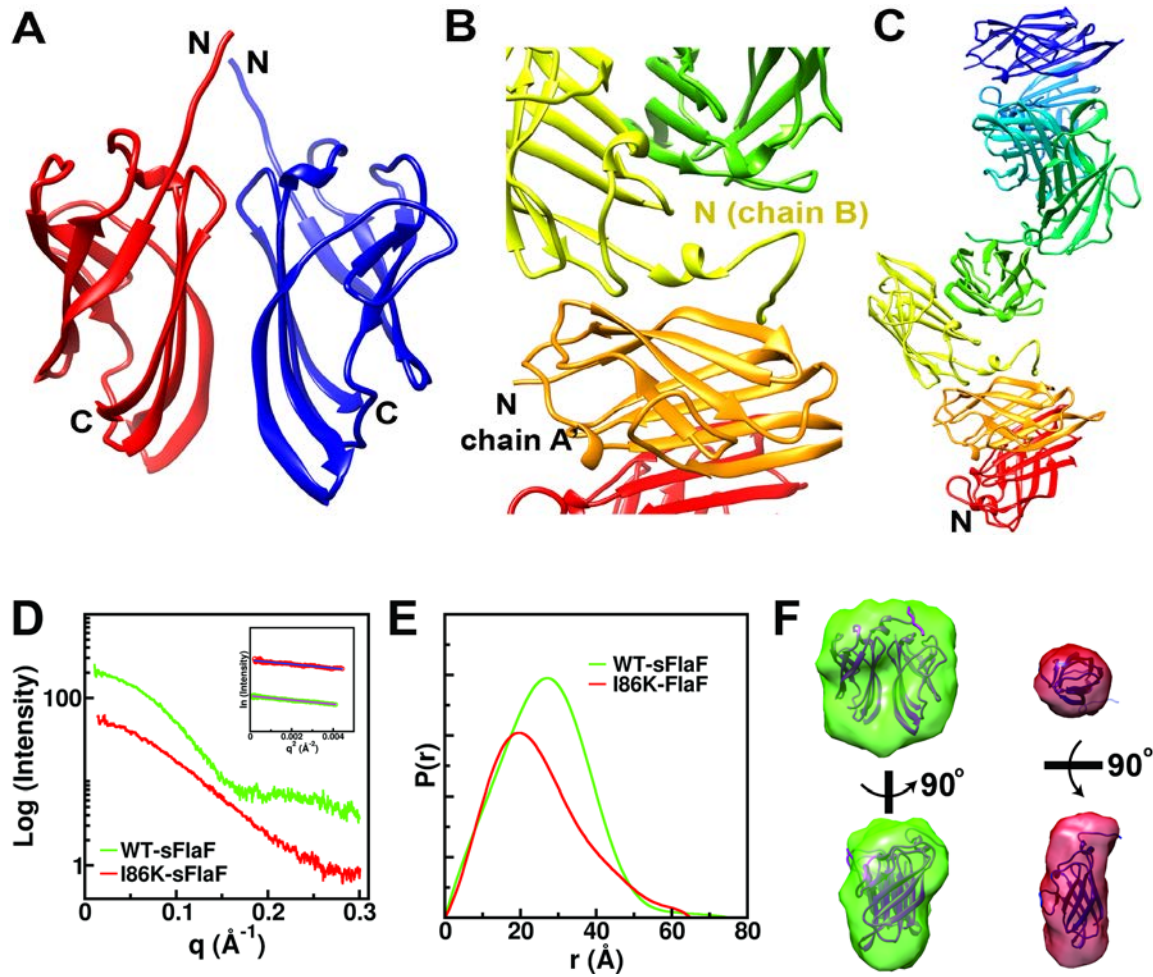 A
N
N
C
C
B
N (chain B)
N
chain A'
C
N
D
Log (Intensity)
100
1
0
0.1
0.2
0.3
q (Å⁻¹)
WT-sFlaF
I86K-sFlaF
ln (Intensity)
0
0.002
0.004
q² (Å⁻²)
E
P(r)
WT-sFlaF
I86K-FlaF
0
20
40
60
80
r (Å)
F
90°
90°